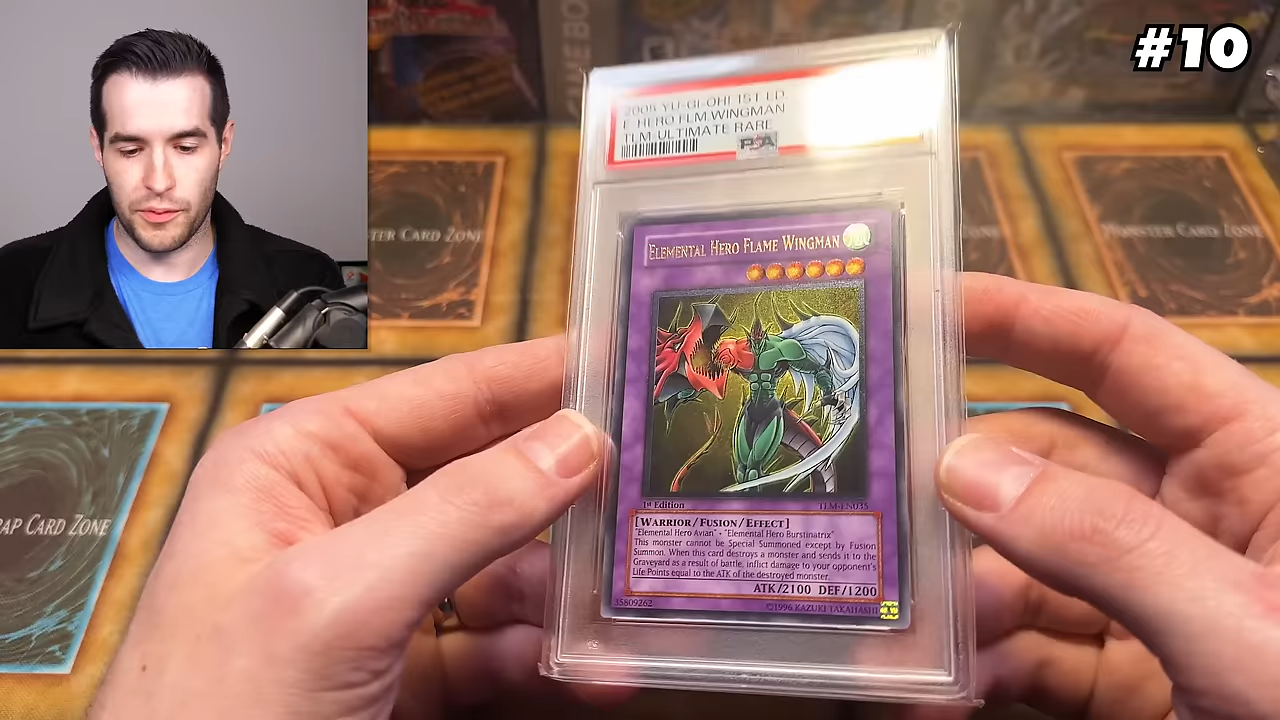 #10
2005 YU-GI-OH! 1ST ED.
E. HERO FLM.WINGMAN
TLM-ULTIMATE RARE
PSA
ELEMENTAL HERO FLAME WINGMAN
STER CARD ZONE
MONSTER CARD ZONE
RAP CARD ZONE
1st Edition
TLM-EN035
[WARRIOR/FUSION/EFFECT]
"Elemental Hero Avian" + "Elemental Hero Burstinatrix"
This monster cannot be Special Summoned except by Fusion
Summon. When this card destroys a monster and sends it to the
Graveyard as a result of battle, inflict damage to your opponent's
Life Points equal to the ATK of the destroyed monster.
ATK/2100 DEF/1200
35809262
©1996 KAZUKI TAKAHASHI